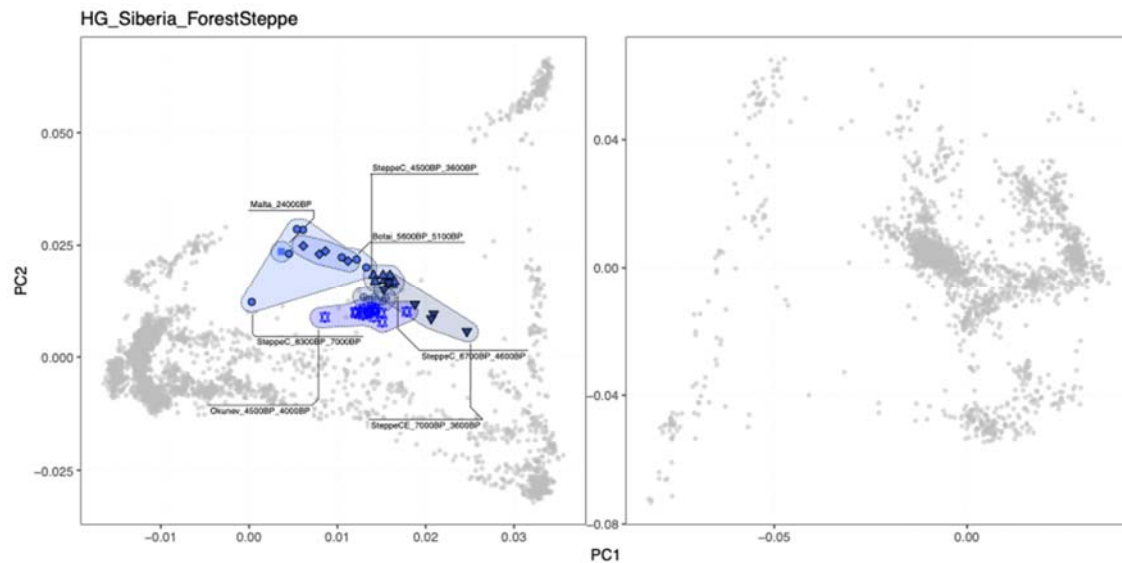 HG_Siberia_ForestSteppe
SteppeC_4500BP_3600BP
Malta_24000BP
Botai_5600BP_5100BP
SteppeC_8300BP_7000BP
SteppeC_6700BP_4600BP
Okunev_4500BP_4000BP
SteppeCE_7000BP_3600BP
PC2
0.050
0.025
0.000
−0.025
−0.01
0.00
0.01
0.02
0.03
0.04
0.00
−0.04
−0.08
−0.05
0.00
PC1